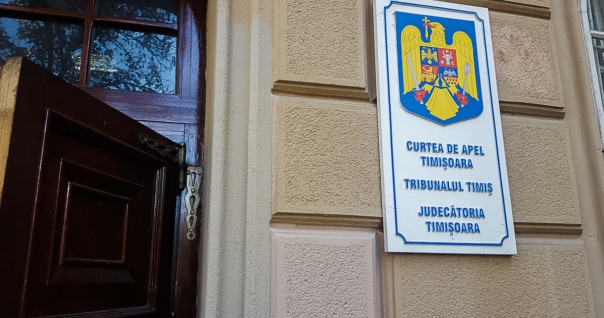 CURTEA DE APEL
TIMIȘOARA
TRIBUNALUL TIMIȘ
JUDECĂTORIA
TIMIȘOARA